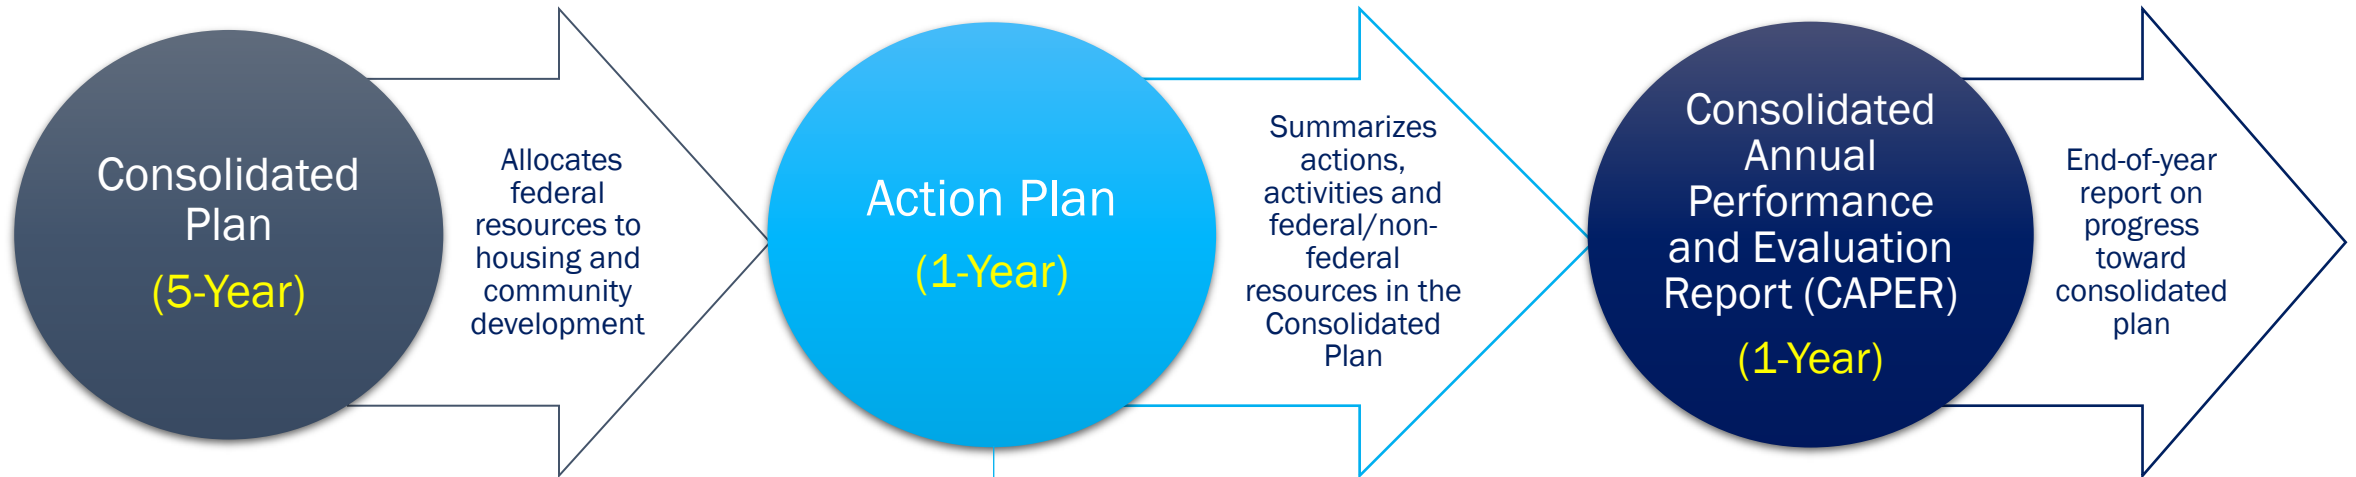 Consolidated
Plan
(5-Year)
Allocates
federal
resources to
housing and
community
development
Action Plan
(1-Year)
Summarizes
actions,
activities and
federal/non-
federal
resources in the
Consolidated
Plan
Consolidated
Annual
Performance
and Evaluation
Report (CAPER)
(1-Year)
End-of-year
report on
progress
toward
consolidated
plan